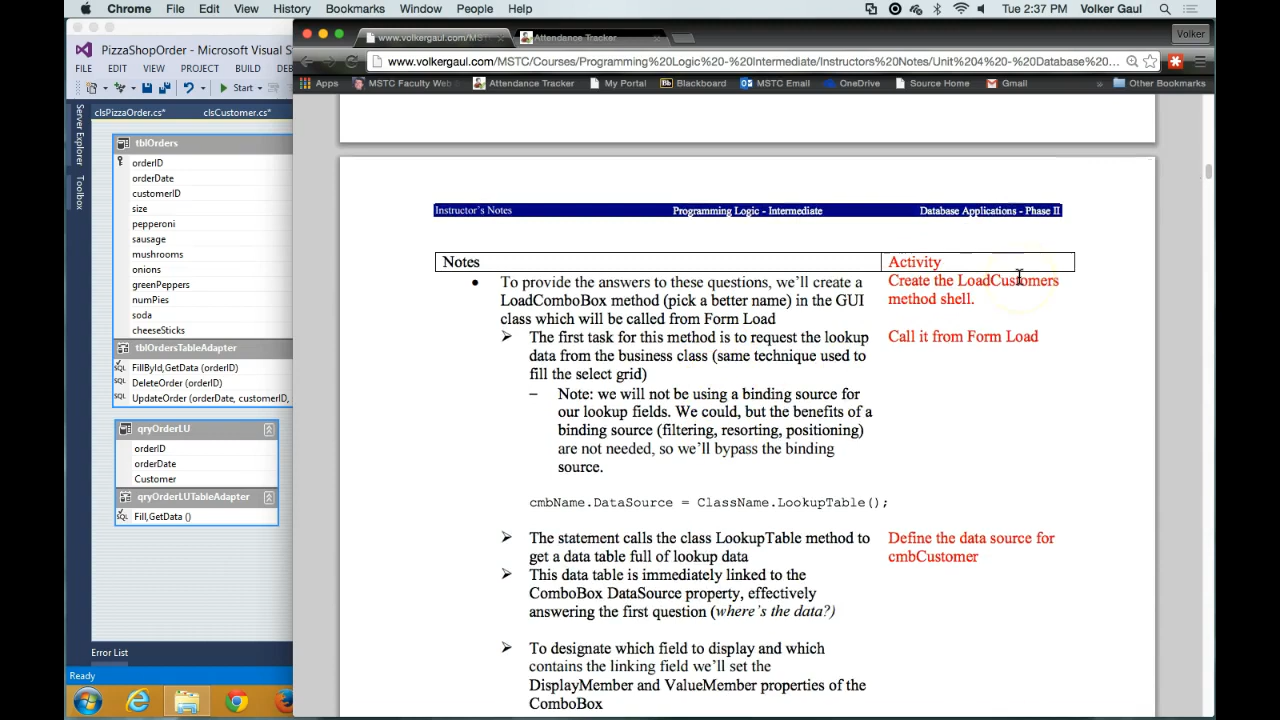 Chrome File Edit View History Bookmarks Window People Help Tue 2:37 PM Volker Gaul
PizzaShopOrder - Microsoft Visual St
FILE EDIT VIEW PROJECT BUILD
Start
clsPizzaOrder.cs* clsCustomer.cs*
Server Explorer
Toolbox
tblOrders
orderID
orderDate
customerID
size
pepperoni
sausage
mushrooms
onions
greenPeppers
numPies
soda
cheeseSticks
tblOrdersTableAdapter
FillById,GetData (orderID)
DeleteOrder (orderID)
UpdateOrder (orderDate, customerID,
qryOrderLU
orderID
orderDate
Customer
qryOrderLUTableAdapter
Fill,GetData ()
Error List
Ready
www.volkergaul.com/MST Attendance Tracker Volker
www.volkergaul.com/MSTC/Courses/Programming%20Logic%20-%20Intermediate/Instructors%20Notes/Unit%204%20-%20Database%20...
Apps MSTC Faculty Web Attendance Tracker My Portal Blackboard MSTC Email OneDrive Source Home Gmail » Other Bookmarks
Instructor's Notes Programming Logic - Intermediate Database Applications - Phase II
Notes Activity
• To provide the answers to these questions, we'll create a Create the LoadCustomers
LoadComboBox method (pick a better name) in the GUI method shell.
class which will be called from Form Load
➢ The first task for this method is to request the lookup Call it from Form Load
data from the business class (same technique used to
fill the select grid)
– Note: we will not be using a binding source for
our lookup fields. We could, but the benefits of a
binding source (filtering, resorting, positioning)
are not needed, so we'll bypass the binding
source.
cmbName.DataSource = ClassName.LookupTable();
➢ The statement calls the class LookupTable method to Define the data source for
get a data table full of lookup data cmbCustomer
➢ This data table is immediately linked to the
ComboBox DataSource property, effectively
answering the first question (where's the data?)
➢ To designate which field to display and which
contains the linking field we'll set the
DisplayMember and ValueMember properties of the
ComboBox